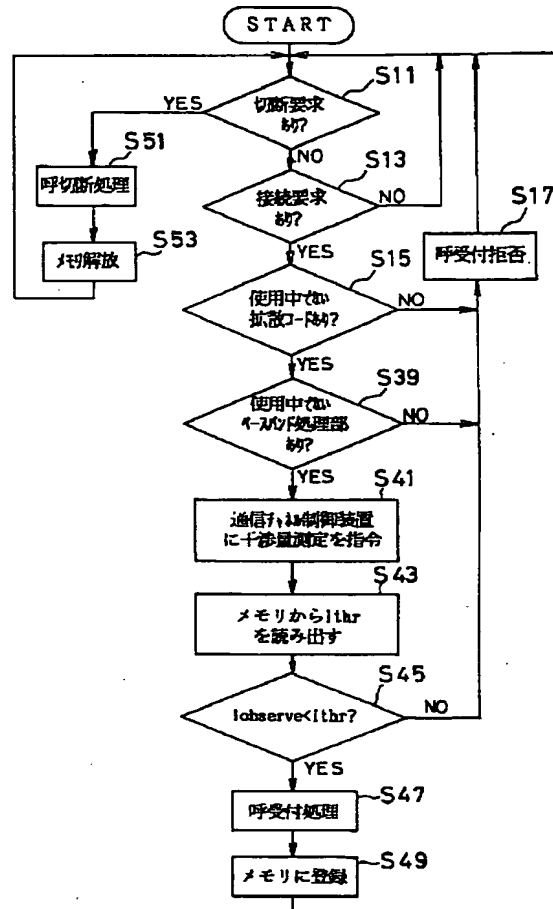 START
S11
切断要求
あり?
YES
NO
S51
呼切断処理
S53
メモリ解放
S13
接続要求
あり?
NO
YES
S17
呼受付拒否
S15
使用中でない
拡散コードあり?
NO
YES
S39
使用中でない
ベースバンド処理部
あり?
NO
YES
S41
通信チャネル制御装置
に干渉量測定を指令
S43
メモリからIthr
を読み出す
S45
Iobserve<Ithr?
NO
YES
S47
呼受付処理
S49
メモリに登録